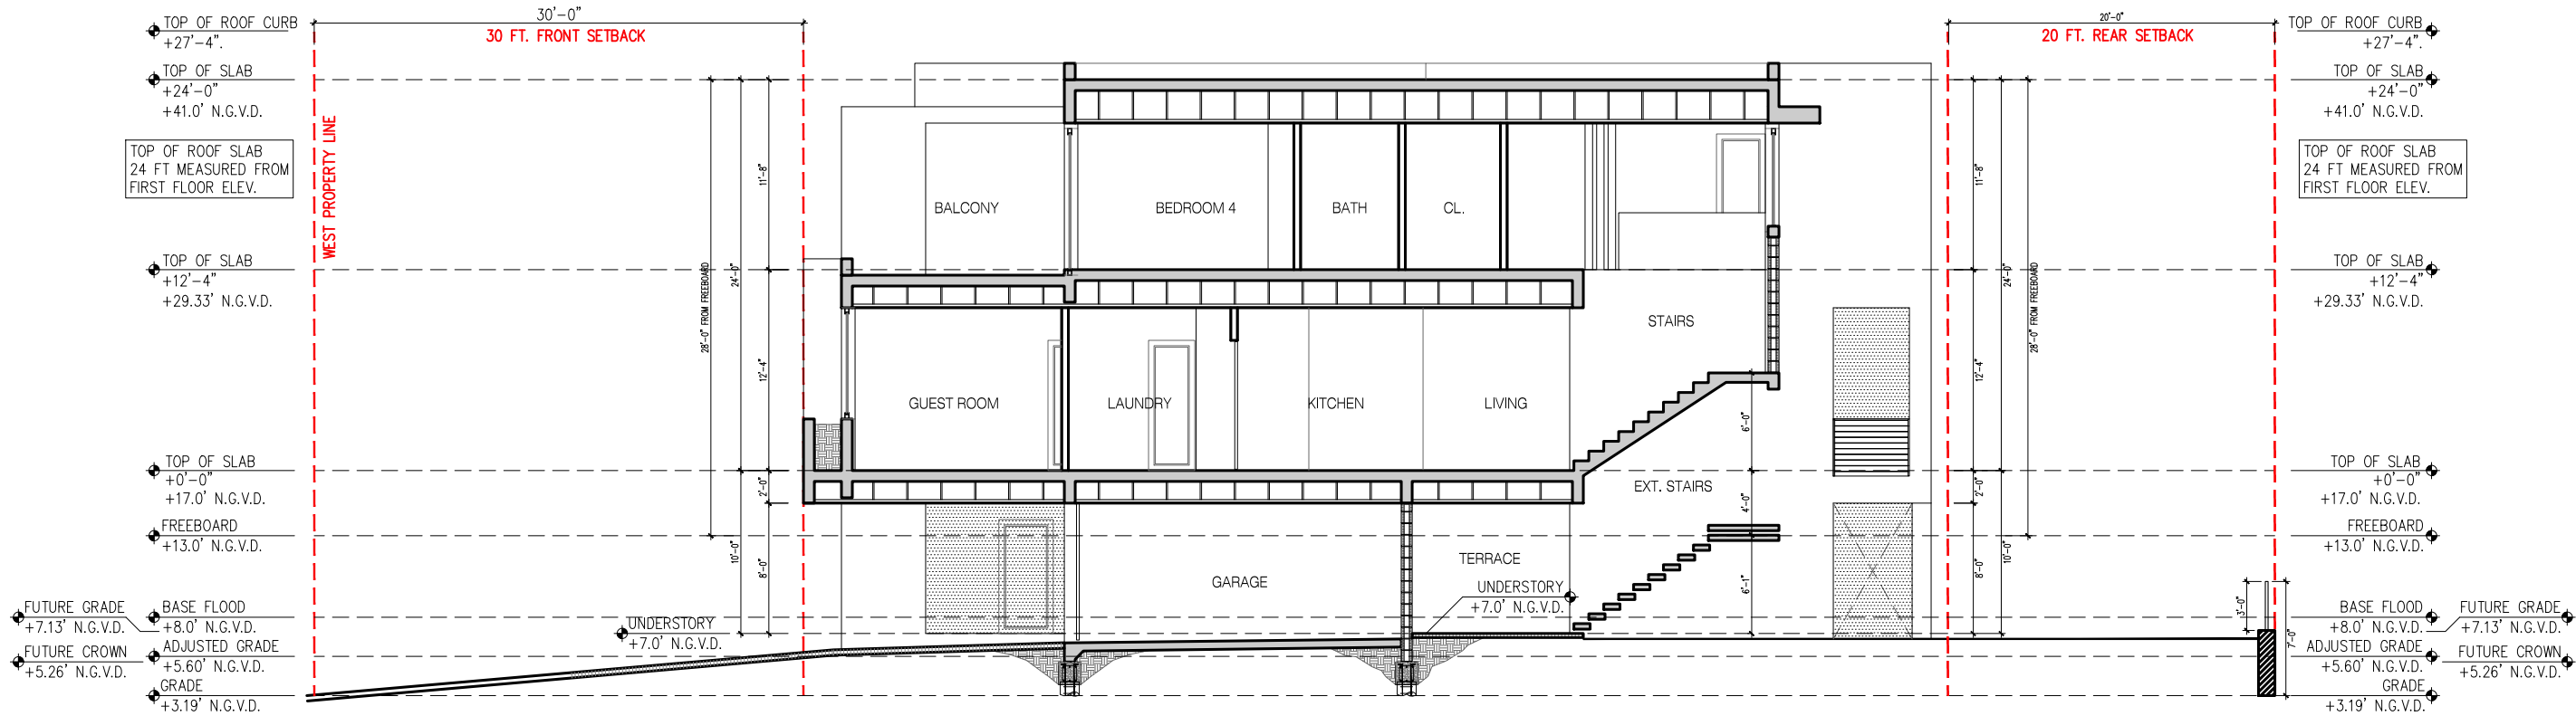 TOP OF ROOF CURB
+27'-4".
TOP OF SLAB
+24'-0"
+41.0' N.G.V.D.
TOP OF ROOF SLAB
24 FT MEASURED FROM
FIRST FLOOR ELEV.
TOP OF SLAB
+12'-4"
+29.33' N.G.V.D.
TOP OF SLAB
+0'-0"
+17.0' N.G.V.D.
FREEBOARD
+13.0' N.G.V.D.
FUTURE GRADE
+7.13' N.G.V.D.
BASE FLOOD
+8.0' N.G.V.D.
FUTURE CROWN
+5.26' N.G.V.D.
ADJUSTED GRADE
+5.60' N.G.V.D.
GRADE
+3.19' N.G.V.D.
WEST PROPERTY LINE
30'-0"
30 FT. FRONT SETBACK
28'-0" FROM FREEBOARD
24'-0"
11'-8"
12'-4"
2'-0"
10'-0"
8'-0"
UNDERSTORY
+7.0' N.G.V.D.
BALCONY
BEDROOM 4
BATH
CL.
GUEST ROOM
LAUNDRY
KITCHEN
LIVING
STAIRS
EXT. STAIRS
GARAGE
TERRACE
UNDERSTORY
+7.0' N.G.V.D.
6'-0"
4'-0"
6'-1"
20'-0"
20 FT. REAR SETBACK
11'-8"
24'-0"
28'-0" FROM FREEBOARD
12'-4"
2'-0"
8'-0"
10'-0"
3'-0"
7'-0"
TOP OF ROOF CURB
+27'-4".
TOP OF SLAB
+24'-0"
+41.0' N.G.V.D.
TOP OF ROOF SLAB
24 FT MEASURED FROM
FIRST FLOOR ELEV.
TOP OF SLAB
+12'-4"
+29.33' N.G.V.D.
TOP OF SLAB
+0'-0"
+17.0' N.G.V.D.
FREEBOARD
+13.0' N.G.V.D.
BASE FLOOD
+8.0' N.G.V.D.
FUTURE GRADE
+7.13' N.G.V.D.
ADJUSTED GRADE
+5.60' N.G.V.D.
FUTURE CROWN
+5.26' N.G.V.D.
GRADE
+3.19' N.G.V.D.